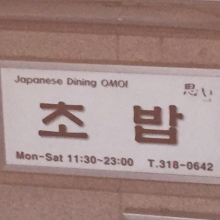 Japanese Dining OMOI
思い
초밥
Mon-Sat 11:30~23:00 T.318-0642